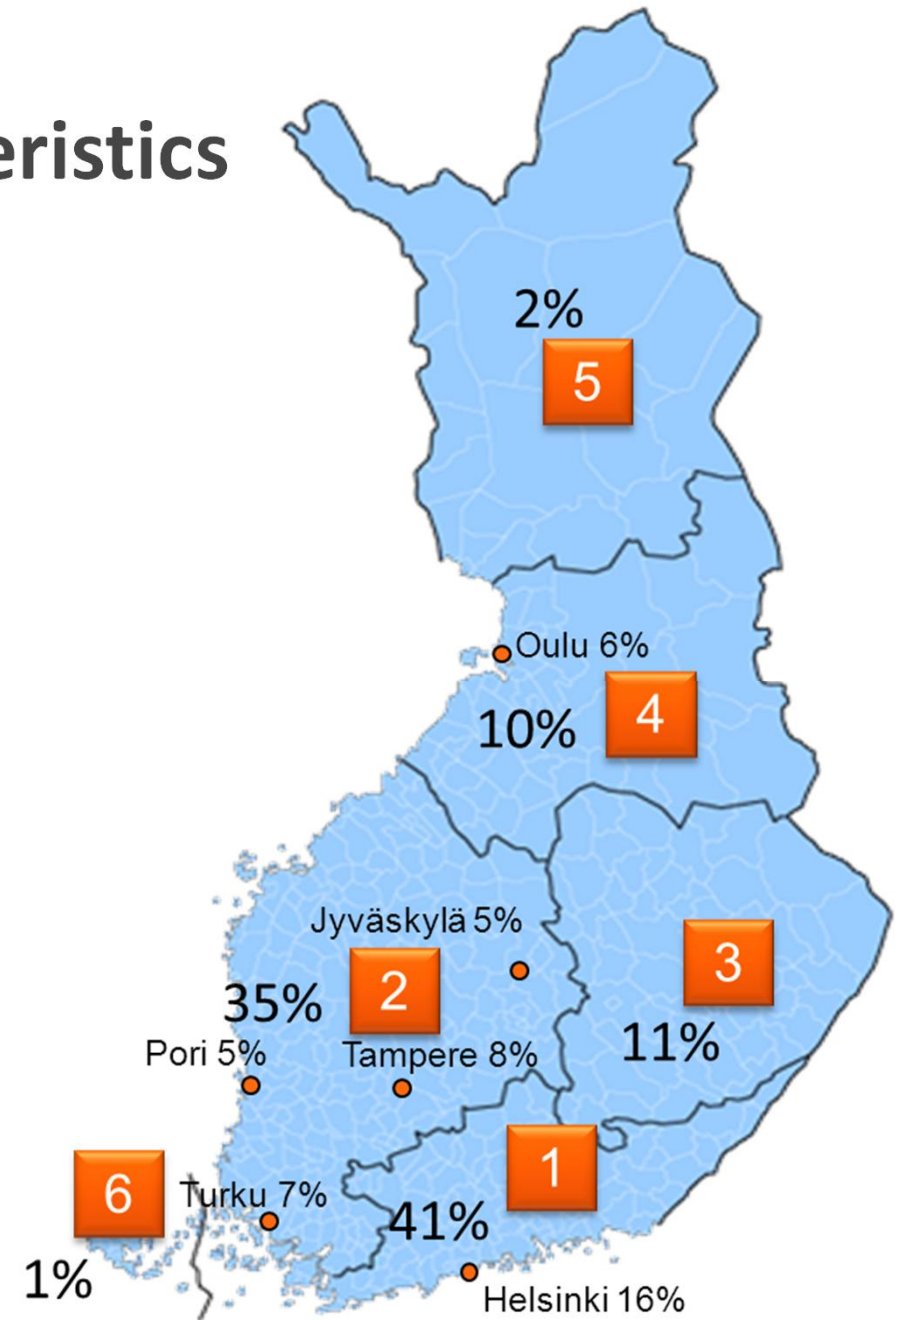 eristics
2%
5
Oulu 6%
4
10%
Jyväskylä 5%
3
2
35%
11%
Pori 5%
Tampere 8%
1
6
Turku 7%
41%
1%
Helsinki 16%